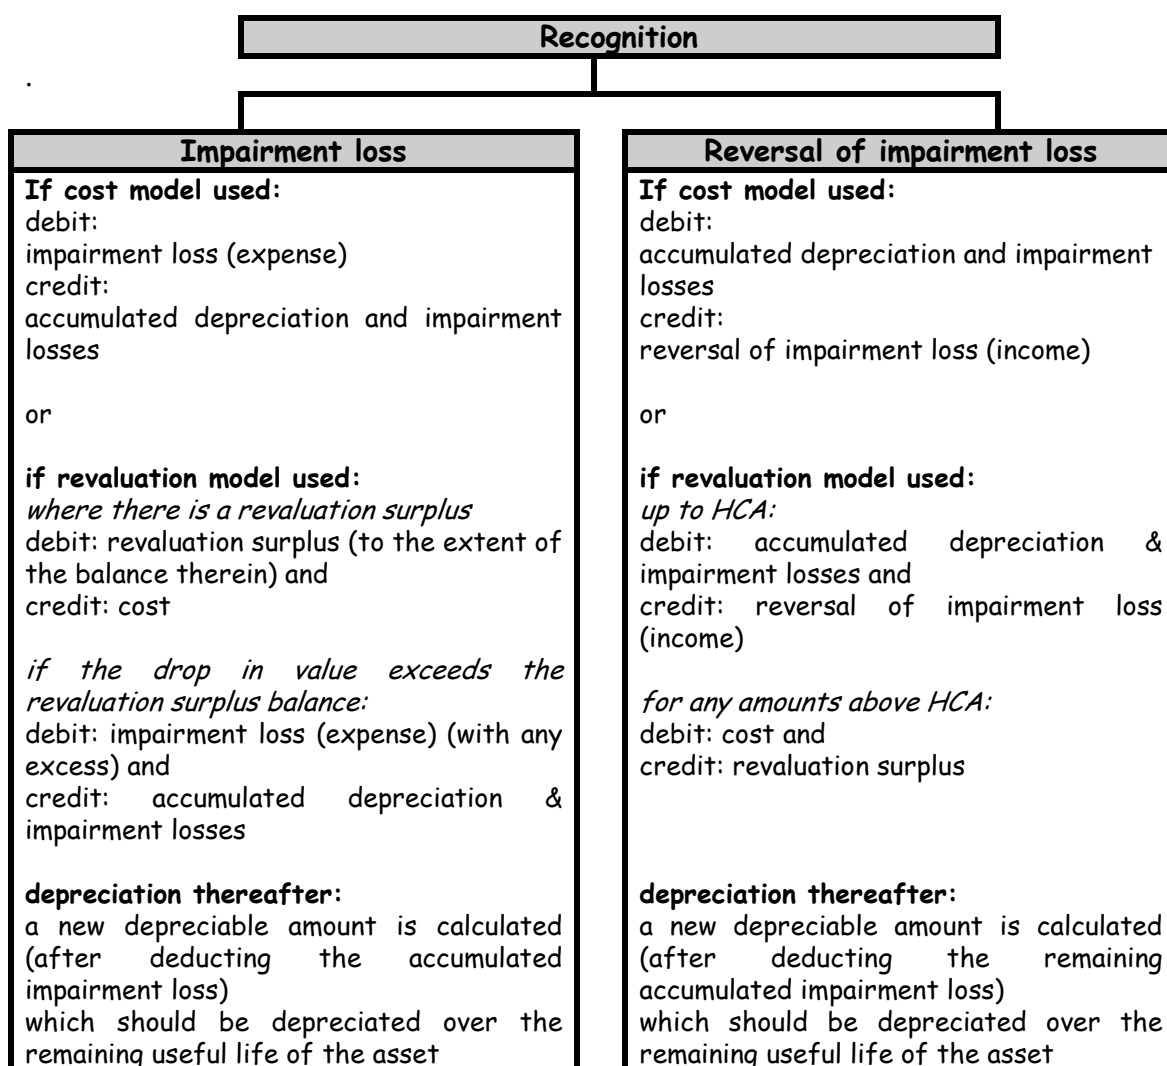 Recognition
.
Impairment loss
If cost model used:
debit:
impairment loss (expense)
credit:
accumulated depreciation and impairment
losses
or
if revaluation model used:
where there is a revaluation surplus
debit: revaluation surplus (to the extent of
the balance therein) and
credit: cost
if the drop in value exceeds the
revaluation surplus balance:
debit: impairment loss (expense) (with any
excess) and
credit: accumulated depreciation &
impairment losses
depreciation thereafter:
a new depreciable amount is calculated
(after deducting the accumulated
impairment loss)
which should be depreciated over the
remaining useful life of the asset
Reversal of impairment loss
If cost model used:
debit:
accumulated depreciation and impairment
losses
credit:
reversal of impairment loss (income)
or
if revaluation model used:
up to HCA:
debit: accumulated depreciation &
impairment losses and
credit: reversal of impairment loss
(income)
for any amounts above HCA:
debit: cost and
credit: revaluation surplus
depreciation thereafter:
a new depreciable amount is calculated
(after deducting the remaining
accumulated impairment loss)
which should be depreciated over the
remaining useful life of the asset